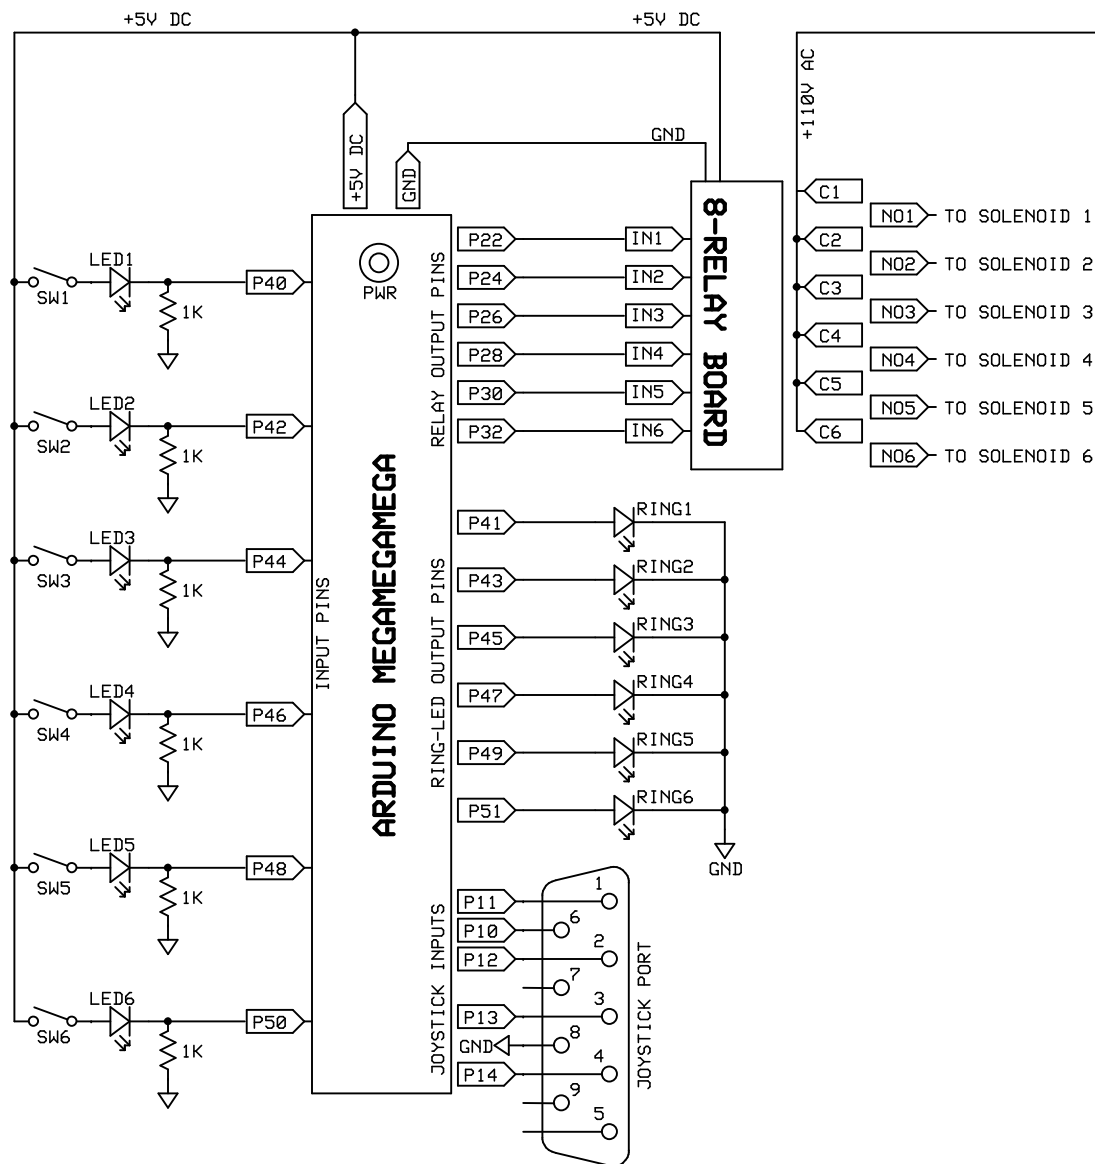 +5V DC
+5V DC
+110V AC
+5V DC
GND
GND
8-RELAY BOARD
C1
NO1 TO SOLENOID 1
C2
NO2 TO SOLENOID 2
C3
NO3 TO SOLENOID 3
C4
NO4 TO SOLENOID 4
C5
NO5 TO SOLENOID 5
C6
NO6 TO SOLENOID 6
PWR
ARDUINO MEGAMEGAMEGA
INPUT PINS
RELAY OUTPUT PINS
RING-LED OUTPUT PINS
JOYSTICK INPUTS
LED1
SW1
1K
P40
LED2
SW2
1K
P42
LED3
SW3
1K
P44
LED4
SW4
1K
P46
LED5
SW5
1K
P48
LED6
SW6
1K
P50
P22 IN1
P24 IN2
P26 IN3
P28 IN4
P30 IN5
P32 IN6
P41 RING1
P43 RING2
P45 RING3
P47 RING4
P49 RING5
P51 RING6
GND
P11 1
P10 6
P12 2
7
P13 3
GND 8
P14 4
9
5
JOYSTICK PORT